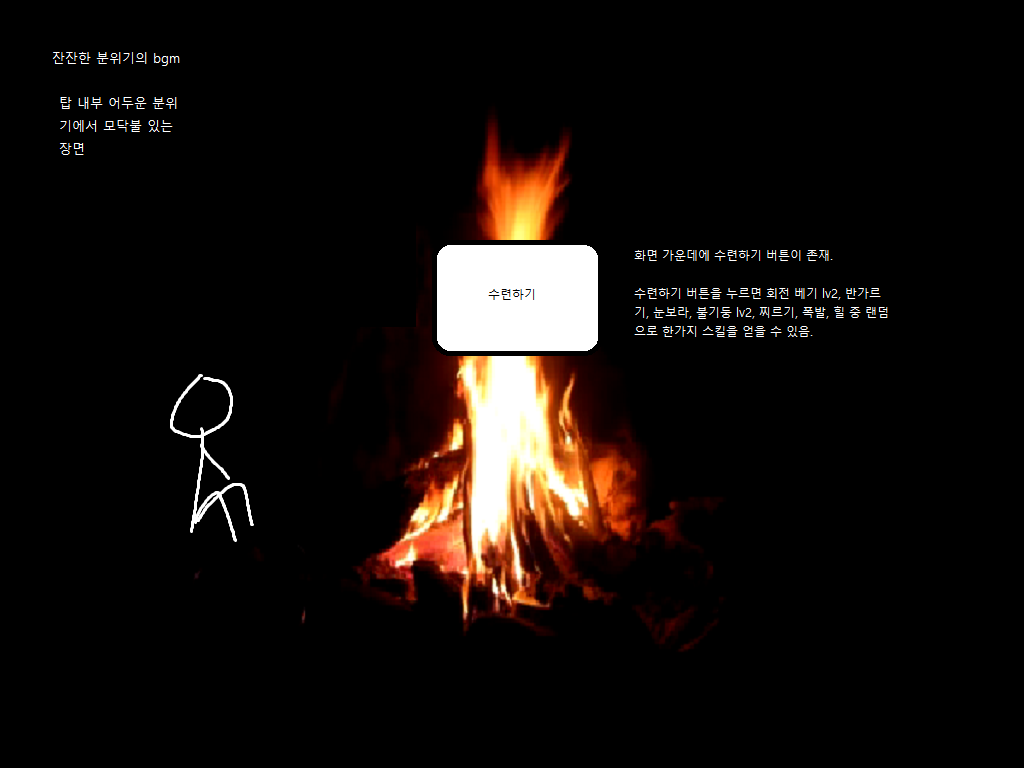 잔잔한 분위기의 bgm
탑 내부 어두운 분위
기에서 모닥불 있는
장면
화면 가운데에 수련하기 버튼이 존재.
수련하기
수련하기 버튼을 누르면 회전 베기 lv2, 반가르
기, 눈보라, 불기둥 lv2, 찌르기, 폭발, 힐 중 랜덤
으로 한가지 스킬을 얻을 수 있음.